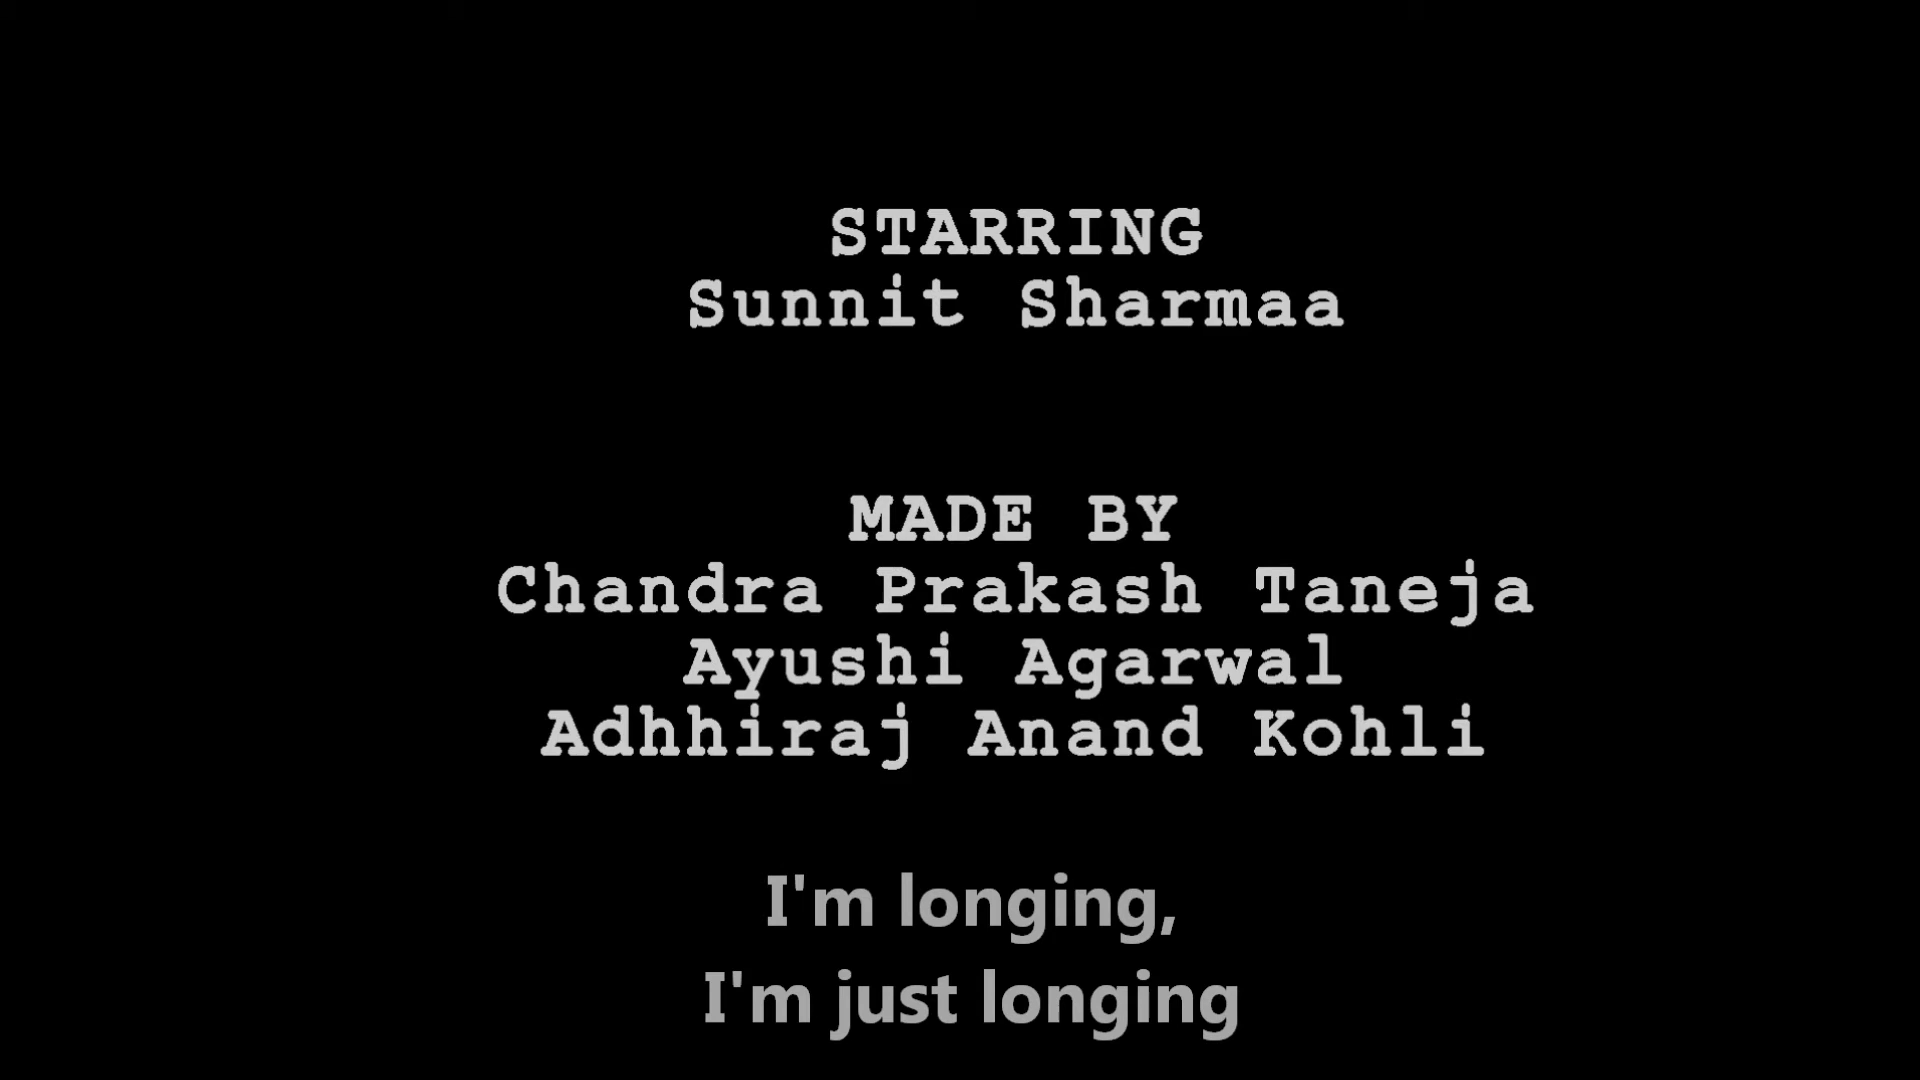 STARRING
Sunnit Sharmaa
MADE BY
Chandra Prakash Taneja
Ayushi Agarwal
Adhhiraj Anand Kohli
I'm longing,
I'm just longing